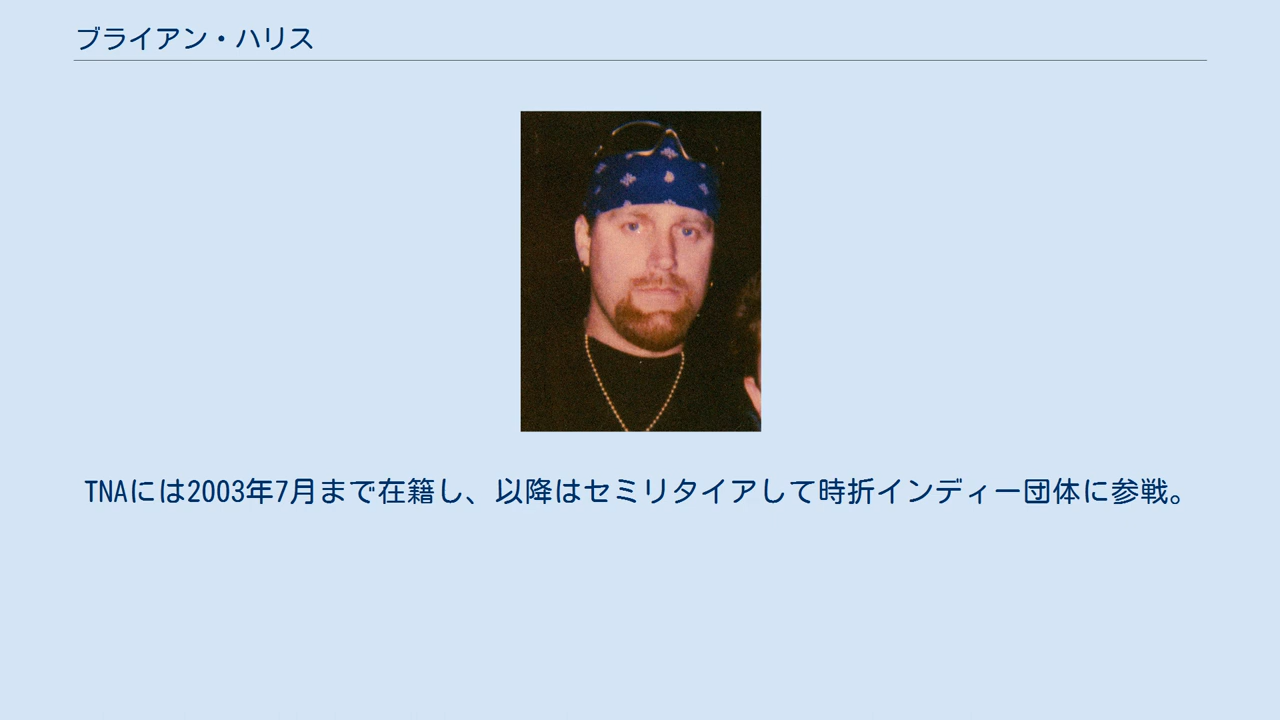 ブライアン・ハリス
TNAには2003年7月まで在籍し、以降はセミリタイアして時折インディー団体に参戦。